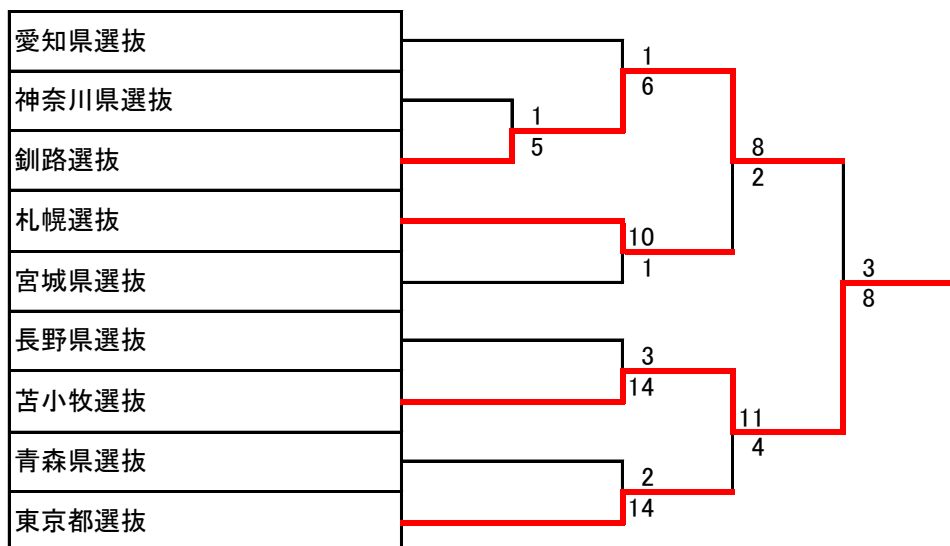 愛知県選抜
神奈川県選抜
釧路選抜
札幌選抜
宮城県選抜
長野県選抜
苫小牧選抜
青森県選抜
東京都選抜
1
5
1
6
10
1
3
14
2
14
8
2
11
4
3
8